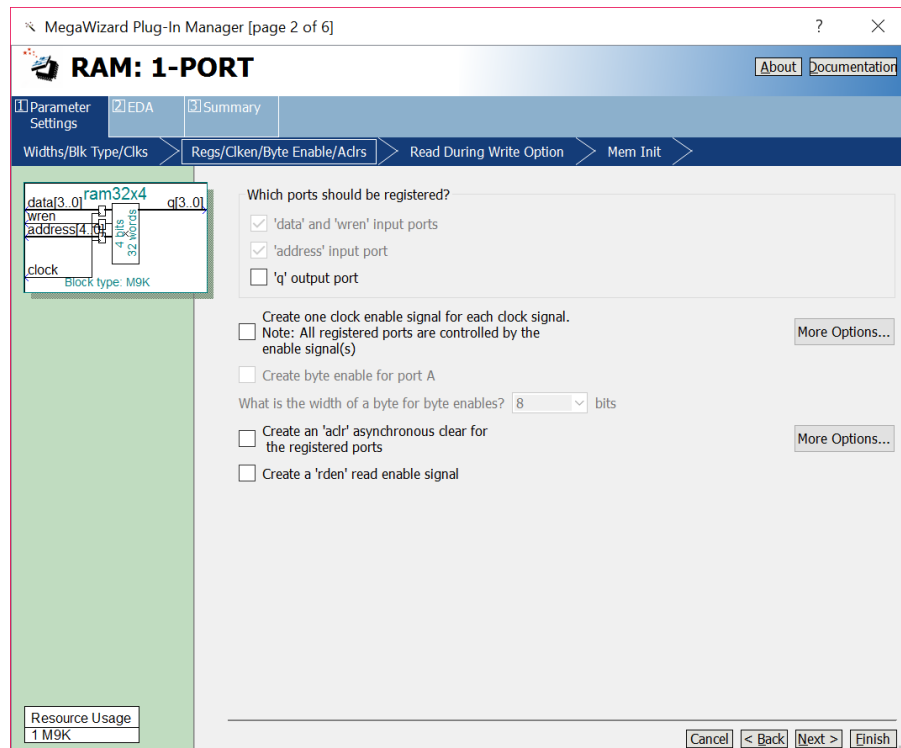 MegaWizard Plug-In Manager [page 2 of 6]
?
RAM: 1-PORT
About
Documentation
1 Parameter Settings
2 EDA
3 Summary
Widths/Blk Type/Clks
Regs/Clken/Byte Enable/Aclrs
Read During Write Option
Mem Init
ram32x4
data[3..0]
q[3..0]
wren
address[4..0]
4 bits
32 words
clock
Block type: M9K
Which ports should be registered?
'data' and 'wren' input ports
'address' input port
'q' output port
Create one clock enable signal for each clock signal.
Note: All registered ports are controlled by the
enable signal(s)
More Options...
Create byte enable for port A
What is the width of a byte for byte enables? 8 bits
Create an 'aclr' asynchronous clear for
the registered ports
More Options...
Create a 'rden' read enable signal
Resource Usage
1 M9K
Cancel
< Back
Next >
Finish